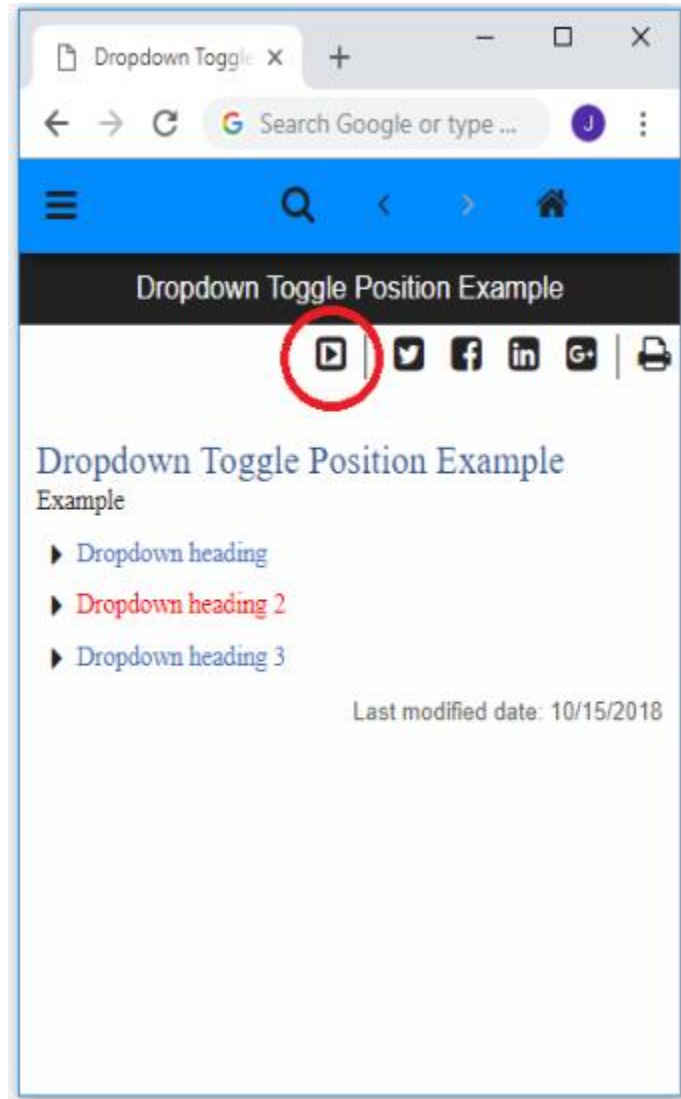 Dropdown Toggle
Search Google or type ...
J
Dropdown Toggle Position Example
in
G+
Dropdown Toggle Position Example
Example
Dropdown heading
Dropdown heading 2
Dropdown heading 3
Last modified date: 10/15/2018